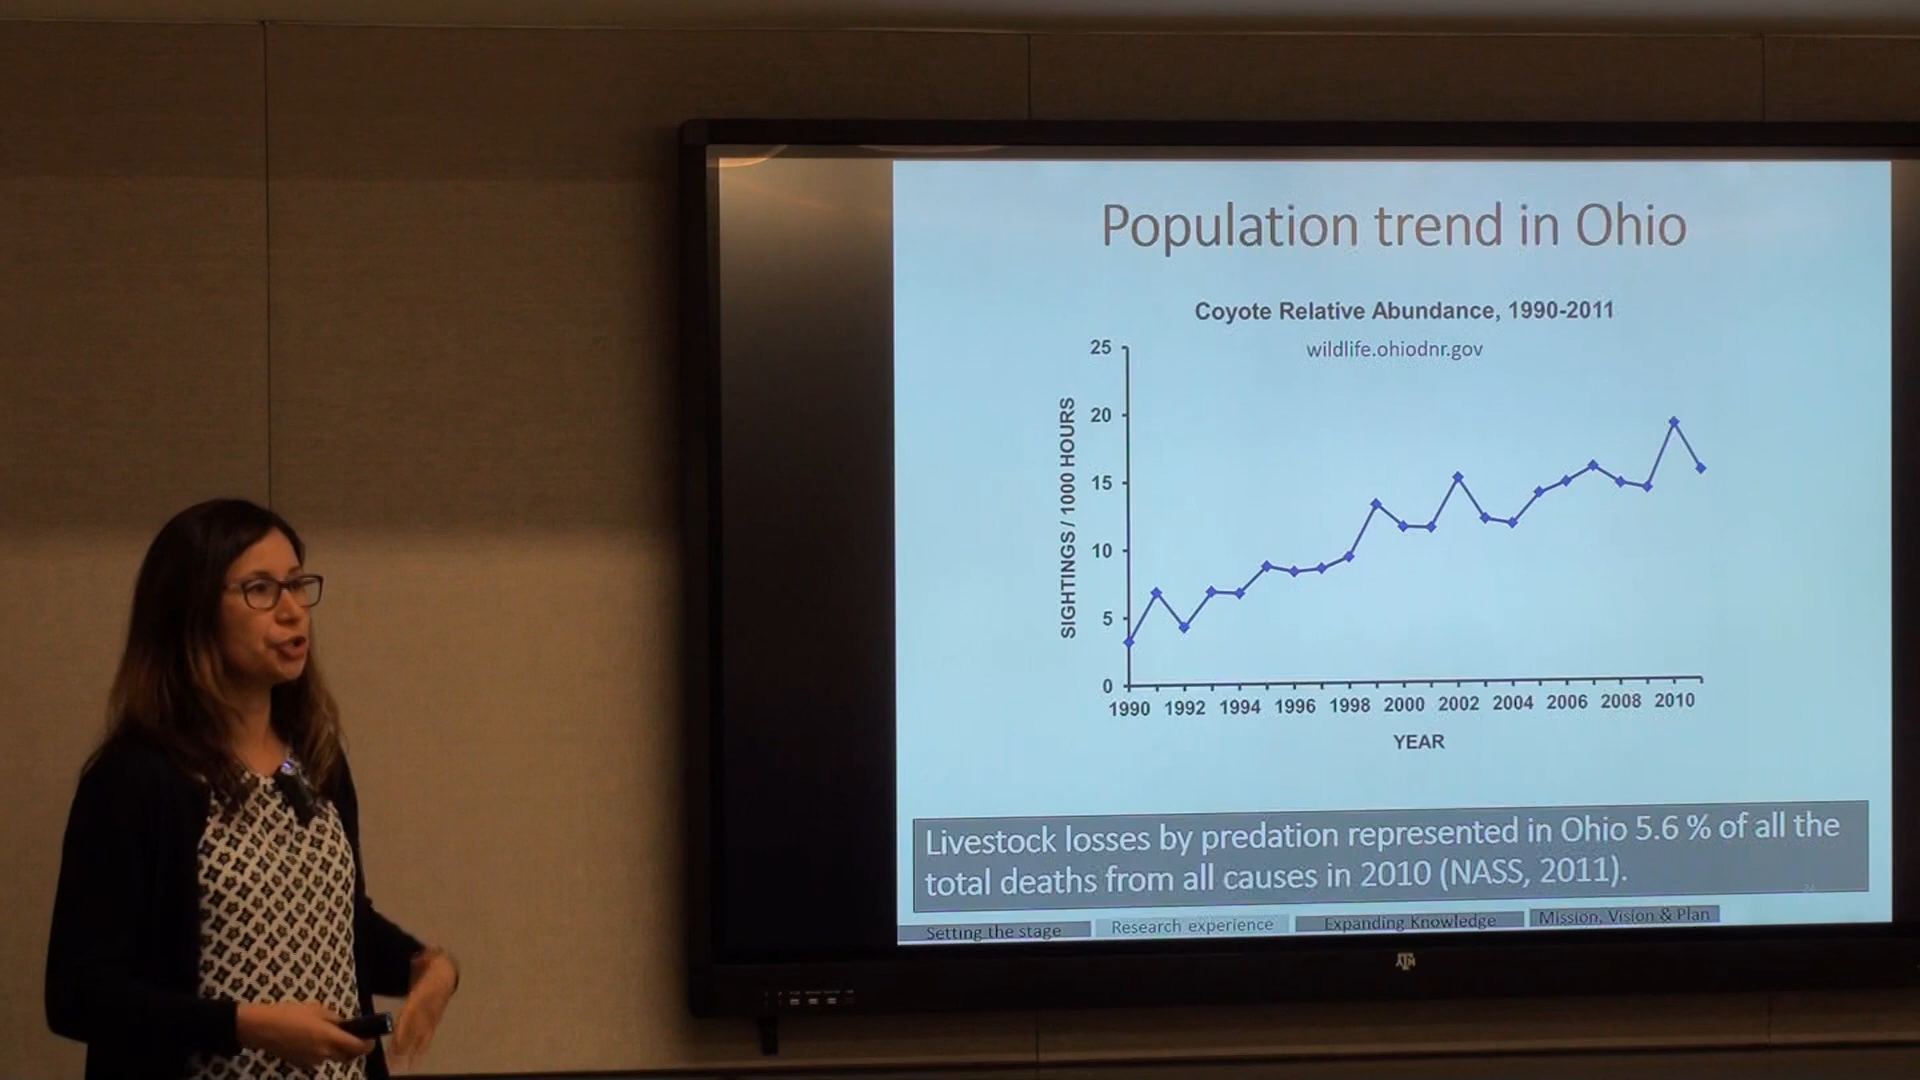 Population trend in Ohio
Coyote Relative Abundance, 1990-2011
wildlife.ohiodnr.gov
25
20
15
10
5
0
SIGHTINGS / 1000 HOURS
1990 1992 1994 1996 1998 2000 2002 2004 2006 2008 2010
YEAR
Livestock losses by predation represented in Ohio 5.6 % of all the
total deaths from all causes in 2010 (NASS, 2011).
Setting the stage Research experience Expanding Knowledge Mission, Vision & Plan
ATM